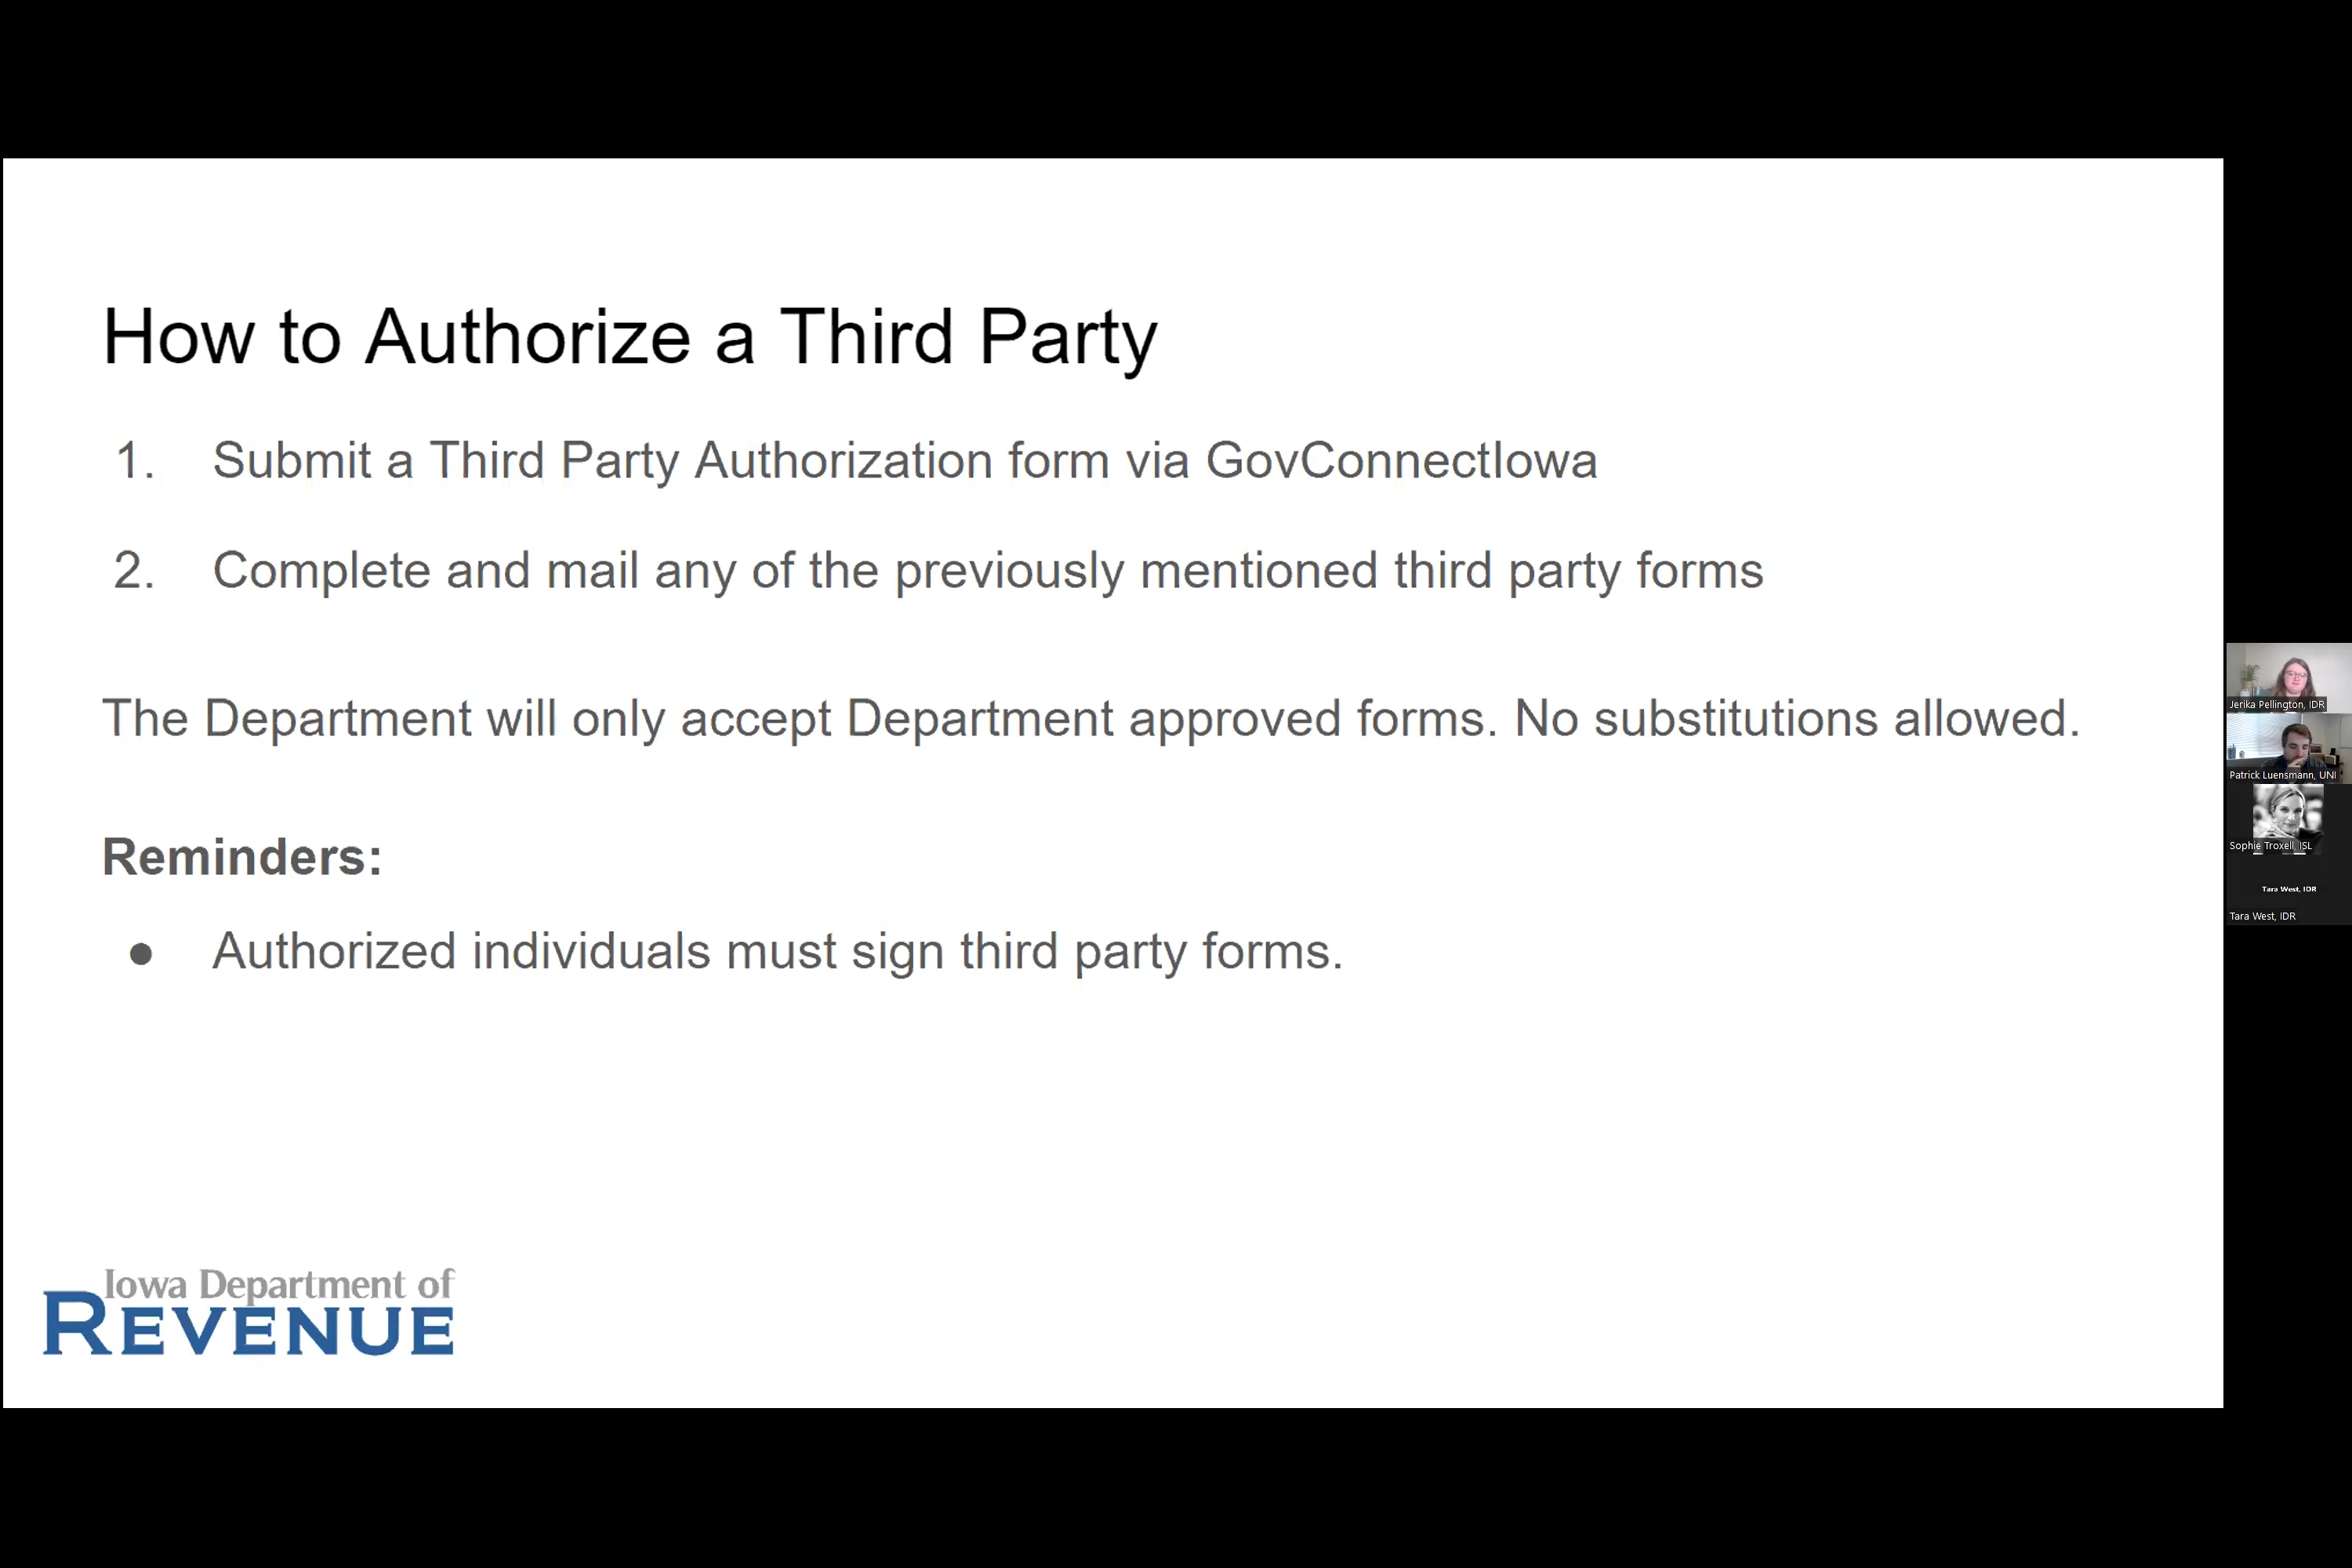 How to Authorize a Third Party
1. Submit a Third Party Authorization form via GovConnectIowa
2. Complete and mail any of the previously mentioned third party forms
The Department will only accept Department approved forms. No substitutions allowed.
Reminders:
● Authorized individuals must sign third party forms.
Iowa Department of
REVENUE
Jerika Pellington, IDR
Patrick Luensmann, UNI
Sophie Troxell, ISL
Tara West, IDR
Tara West, IDR